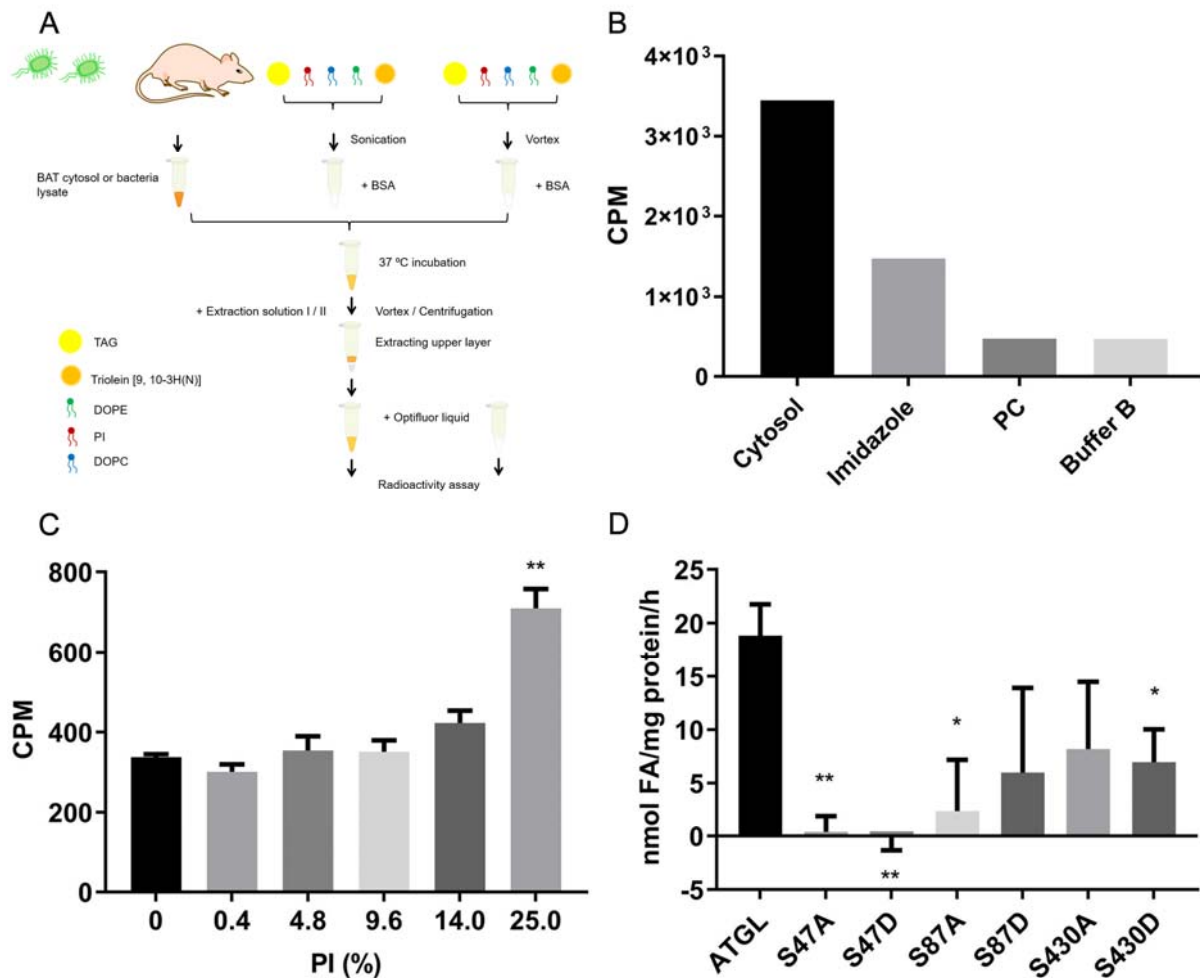 A
Sonication
Vortex
BAT cytosol or bacteria
lysate
+ BSA
+ BSA
37 ºC incubation
+ Extraction solution I / II
Vortex / Centrifugation
Extracting upper layer
TAG
Triolein [9, 10-3H(N)]
DOPE
PI
DOPC
+ Optifluor liquid
Radioactivity assay
B
CPM
4×10³
3×10³
2×10³
1×10³
0
Cytosol
Imidazole
PC
Buffer B
C
CPM
800
600
400
200
0
**
0 0.4 4.8 9.6 14.0 25.0
PI (%)
D
nmol FA/mg protein/h
25
20
15
10
5
0
-5
**
**
*
*
ATGL
S47A
S47D
S87A
S87D
S430A
S430D